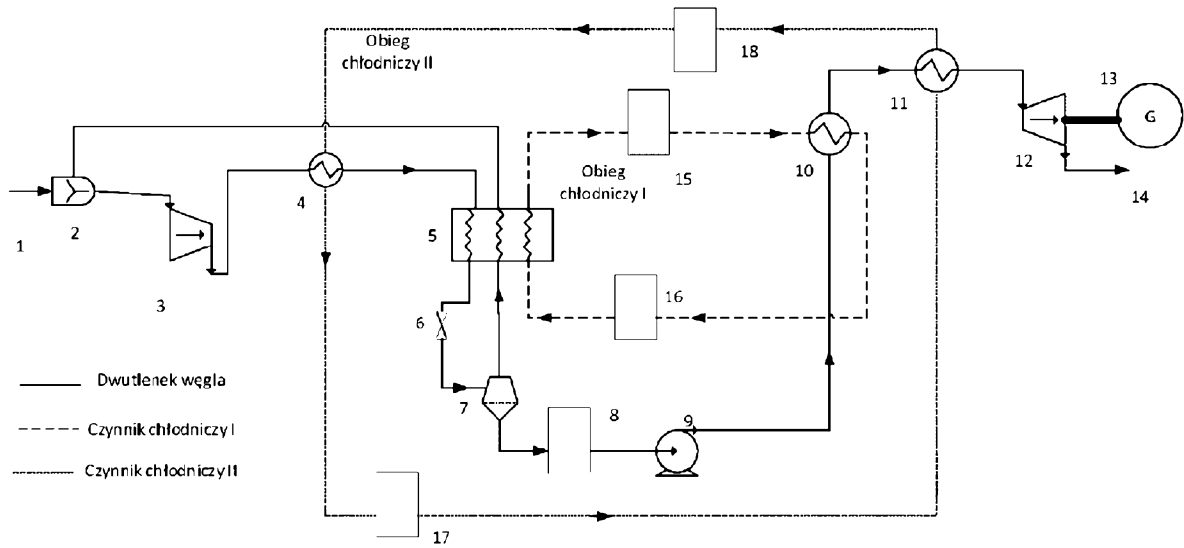 Obieg
chłodniczy II
18
13
G
11
12
14
10
15
Obieg
chłodniczy I
1
2
3
4
5
6
16
7
8
9
Dwutlenek węgla
Czynnik chłodniczy I
Czynnik chłodniczy II
17